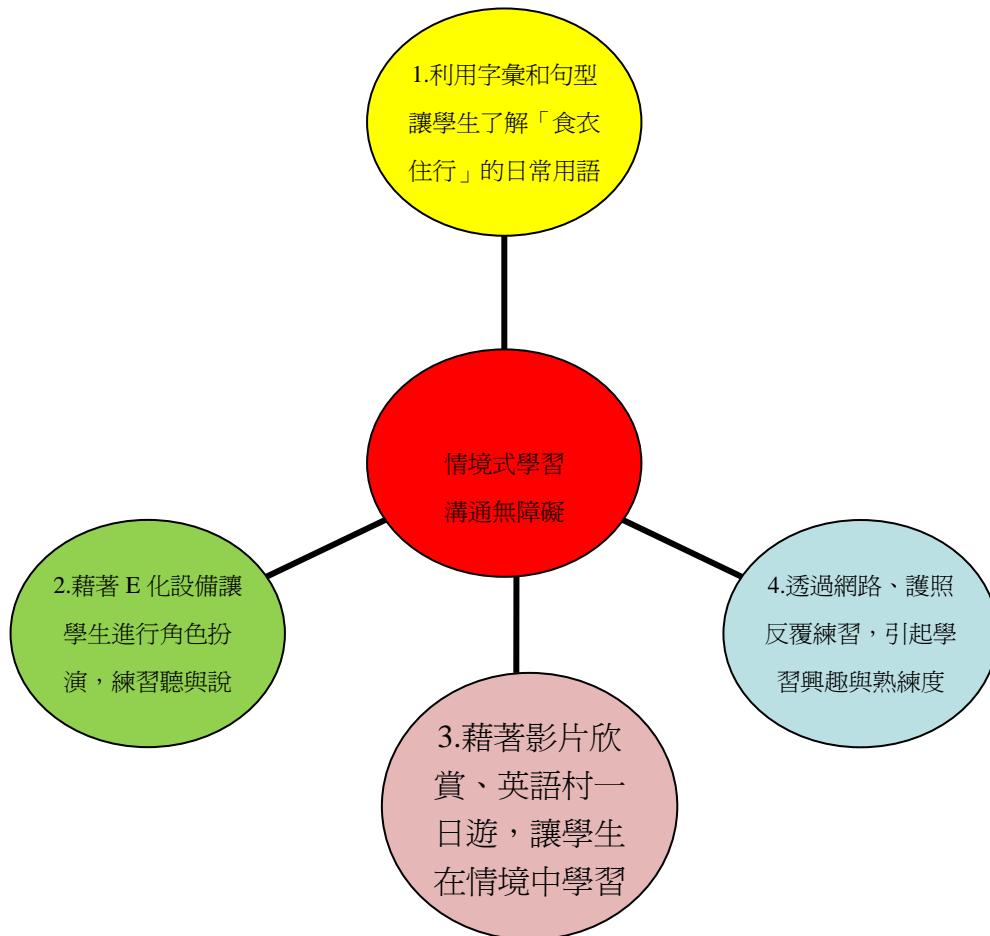 1.利用字彙和句型
讓學生了解「食衣
住行」的日常用語
情境式學習
溝通無障礙
2.藉著 E 化設備讓
學生進行角色扮
演，練習聽與說
3.藉著影片欣
賞、英語村一
日遊，讓學生
在情境中學習
4.透過網路、護照
反覆練習，引起學
習興趣與熟練度